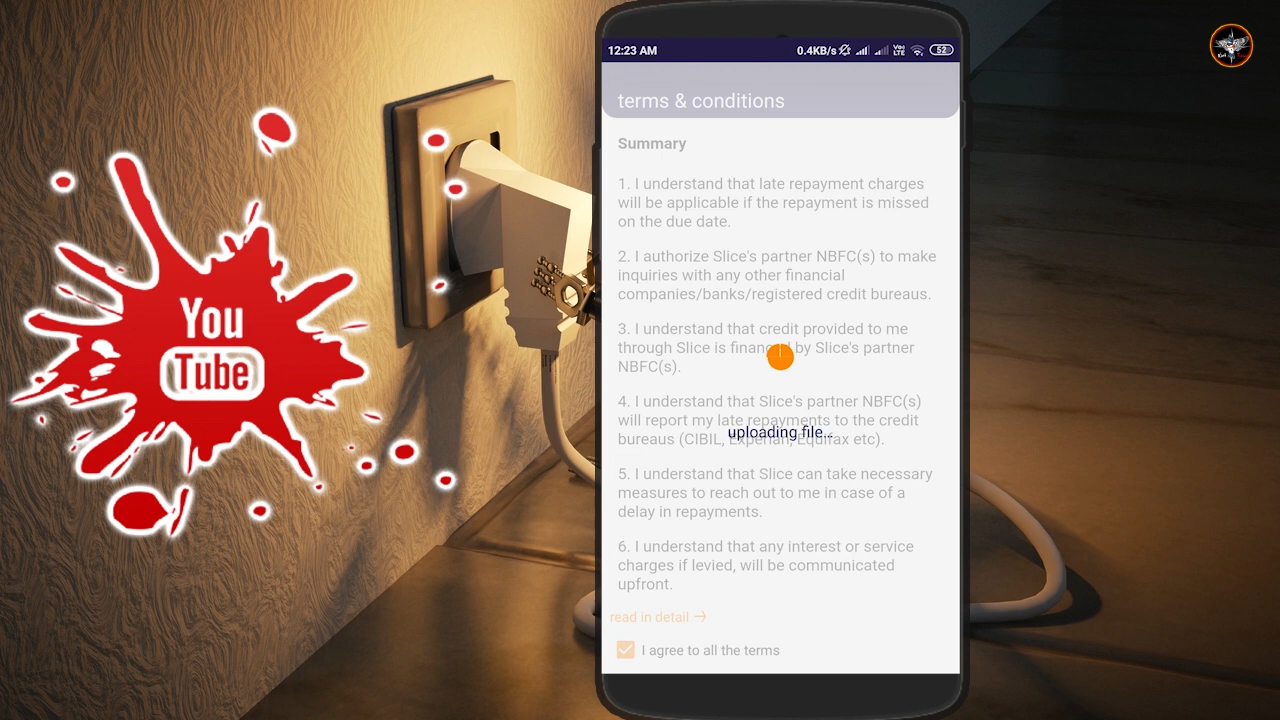 You
Tube
12:23 AM
0.4KB/s
Vo
LTE
52
terms & conditions
Summary
1. I understand that late repayment charges
will be applicable if the repayment is missed
on the due date.
2. I authorize Slice's partner NBFC(s) to make
inquiries with any other financial
companies/banks/registered credit bureaus.
3. I understand that credit provided to me
through Slice is financed by Slice's partner
NBFC(s).
4. I understand that Slice's partner NBFC(s)
will report my late repayments to the credit
uploading file...
bureaus (CIBIL, Experian, Equifax etc).
5. I understand that Slice can take necessary
measures to reach out to me in case of a
delay in repayments.
6. I understand that any interest or service
charges if levied, will be communicated
upfront.
read in detail →
I agree to all the terms